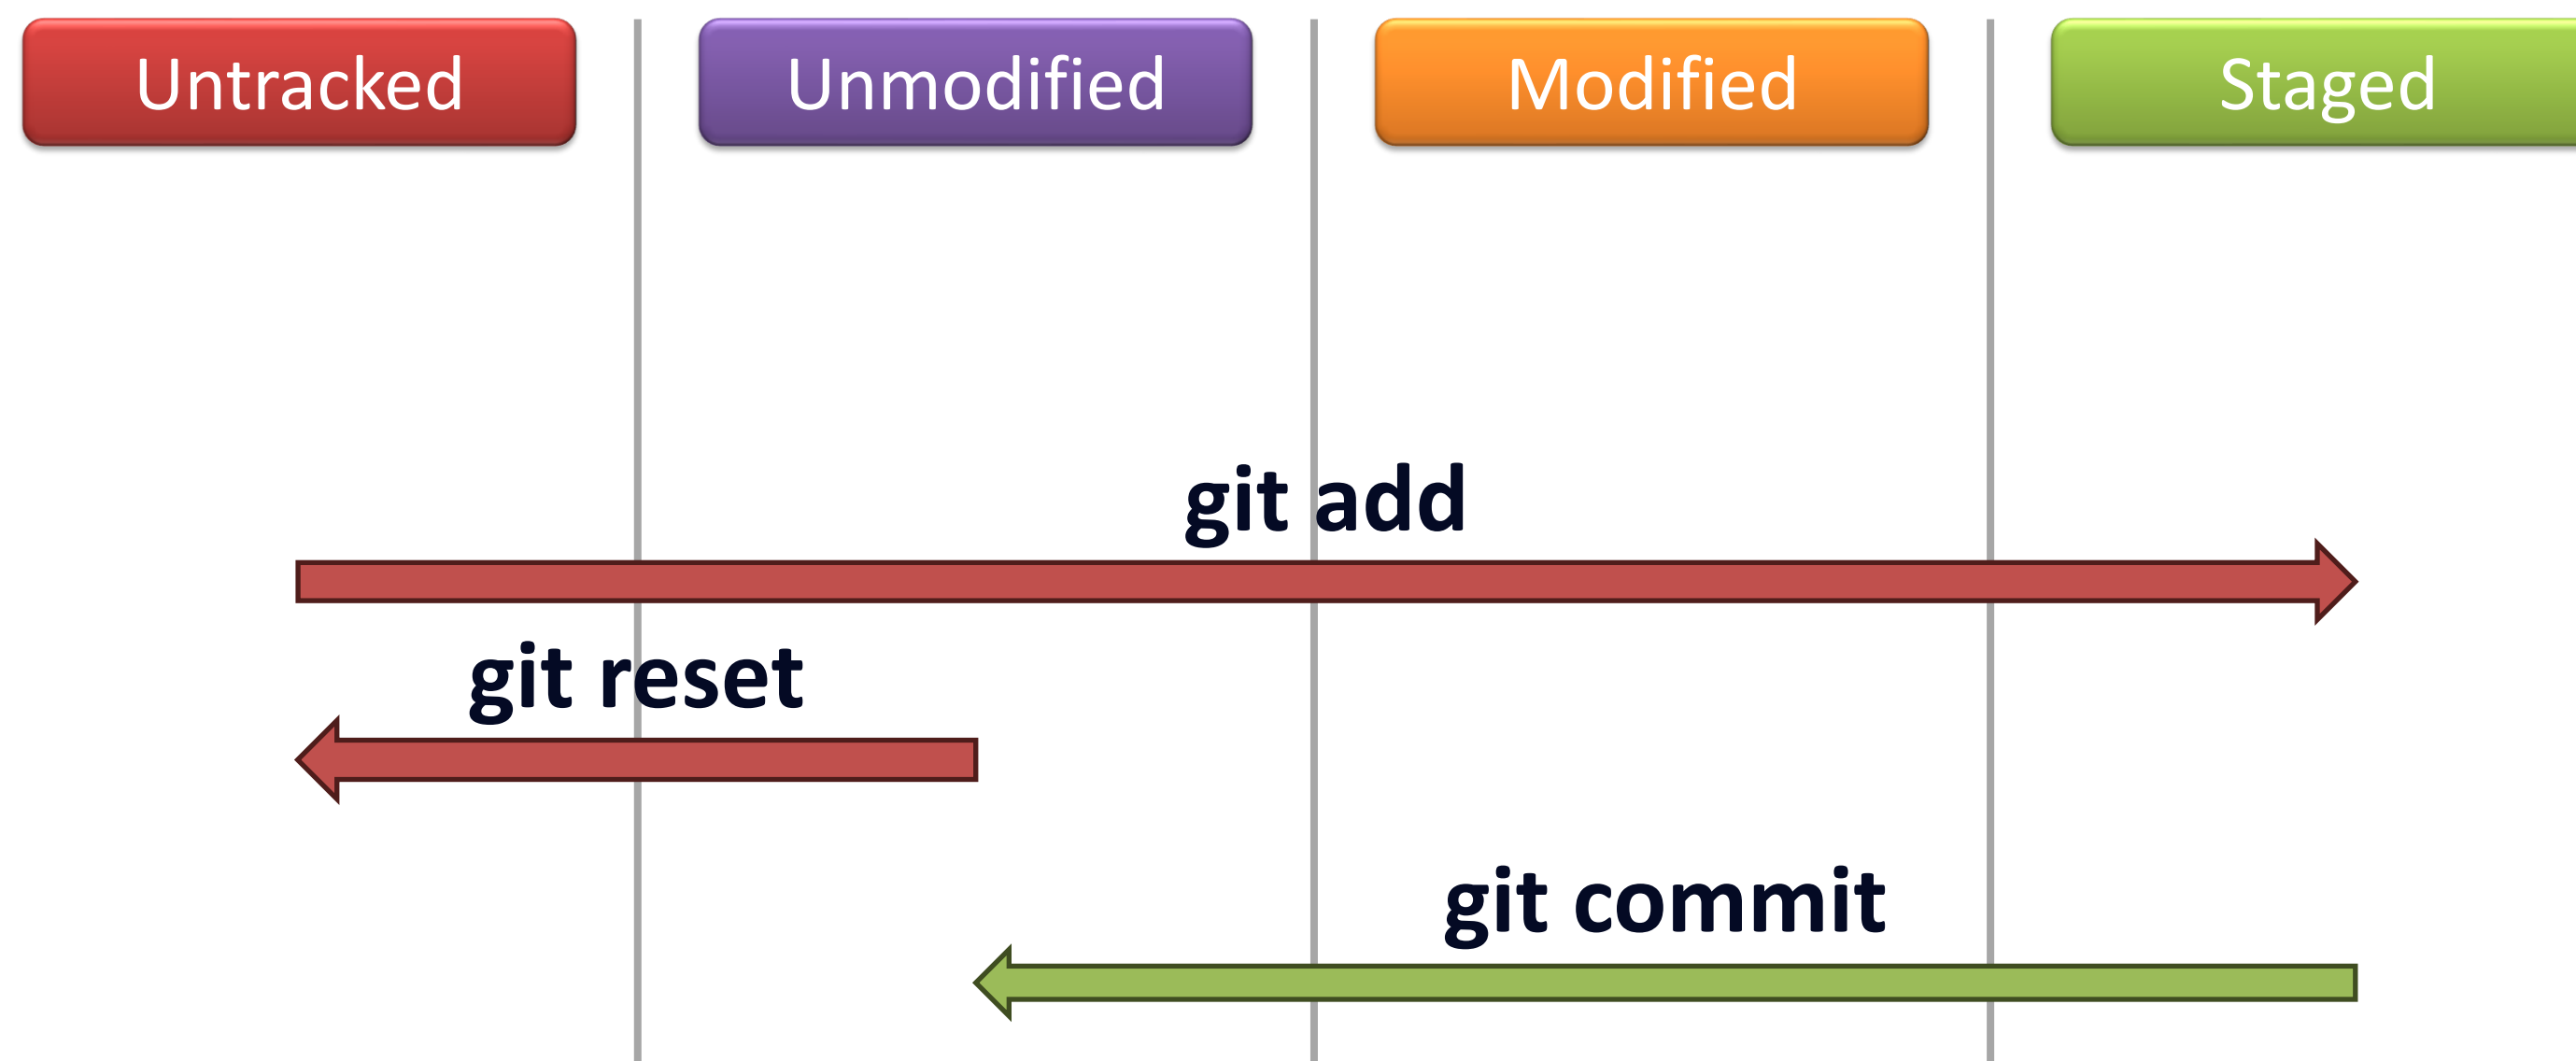 Untracked
Unmodified
Modified
Staged
git add
git reset
git commit